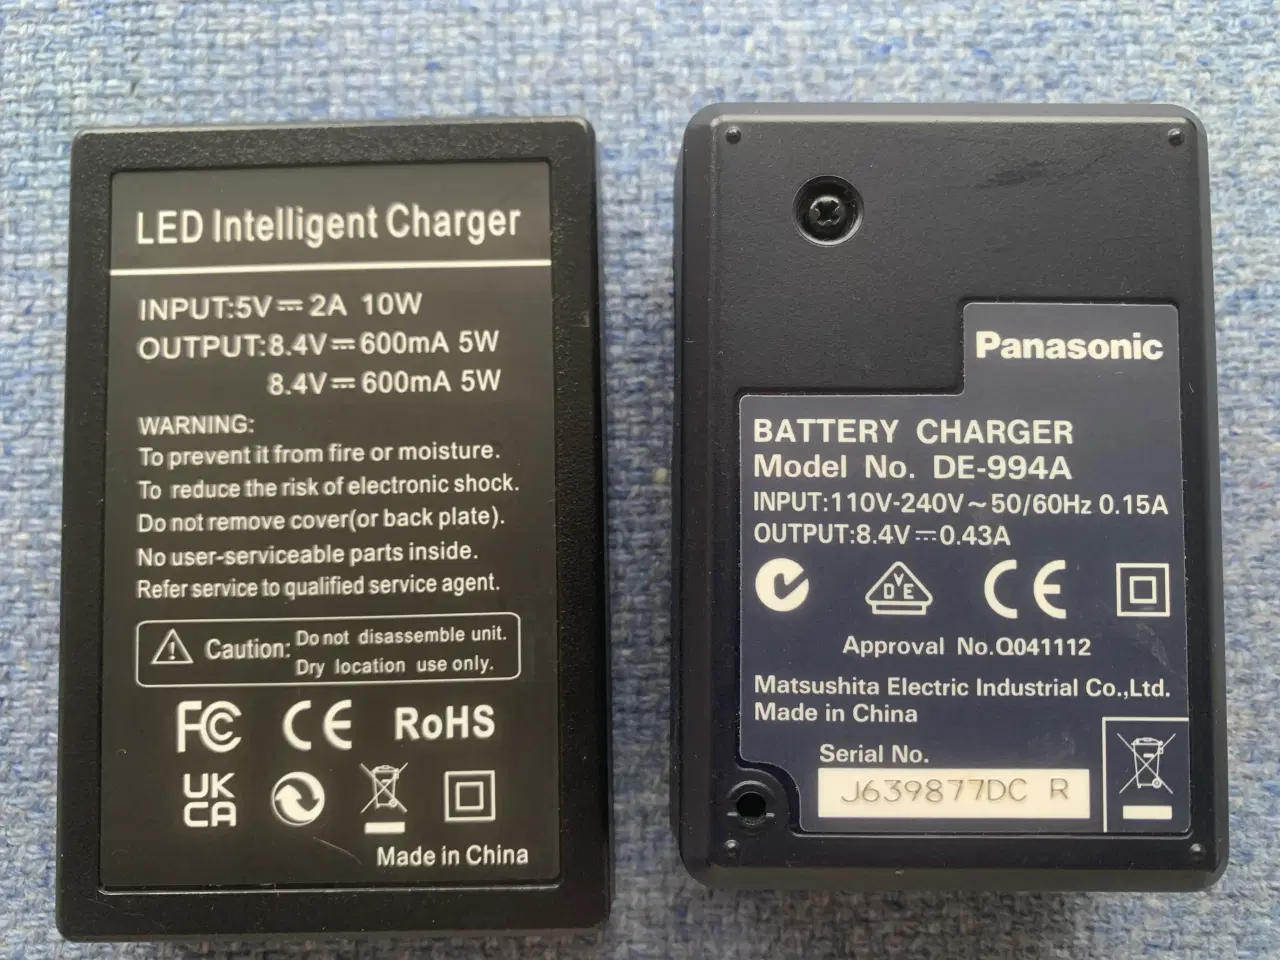 LED Intelligent Charger
INPUT:5V⎓2A 10W
OUTPUT:8.4V⎓600mA 5W
8.4V⎓600mA 5W
WARNING:
To prevent it from fire or moisture.
To reduce the risk of electronic shock.
Do not remove cover(or back plate).
No user-serviceable parts inside.
Refer service to qualified service agent.
Caution: Do not disassemble unit.
Dry location use only.
FC CE RoHS
UK
CA
Made in China
Panasonic
BATTERY CHARGER
Model No. DE-994A
INPUT:110V-240V~50/60Hz 0.15A
OUTPUT:8.4V⎓0.43A
DVE CE
Approval No.Q041112
Matsushita Electric Industrial Co.,Ltd.
Made in China
Serial No.
J639877DC R